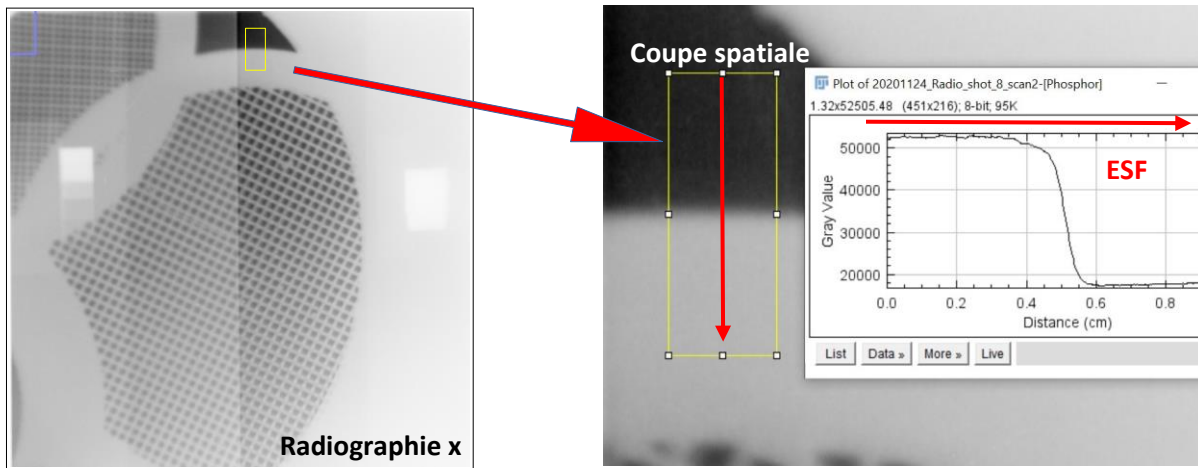 Radiographie x
Coupe spatiale
Plot of 20201124_Radio_shot_8_scan2-[Phosphor]
1.32x52505.48 (451x216); 8-bit; 95K
ESF
50000
40000
30000
20000
Gray Value
0.0 0.2 0.4 0.6 0.8
Distance (cm)
List Data » More » Live